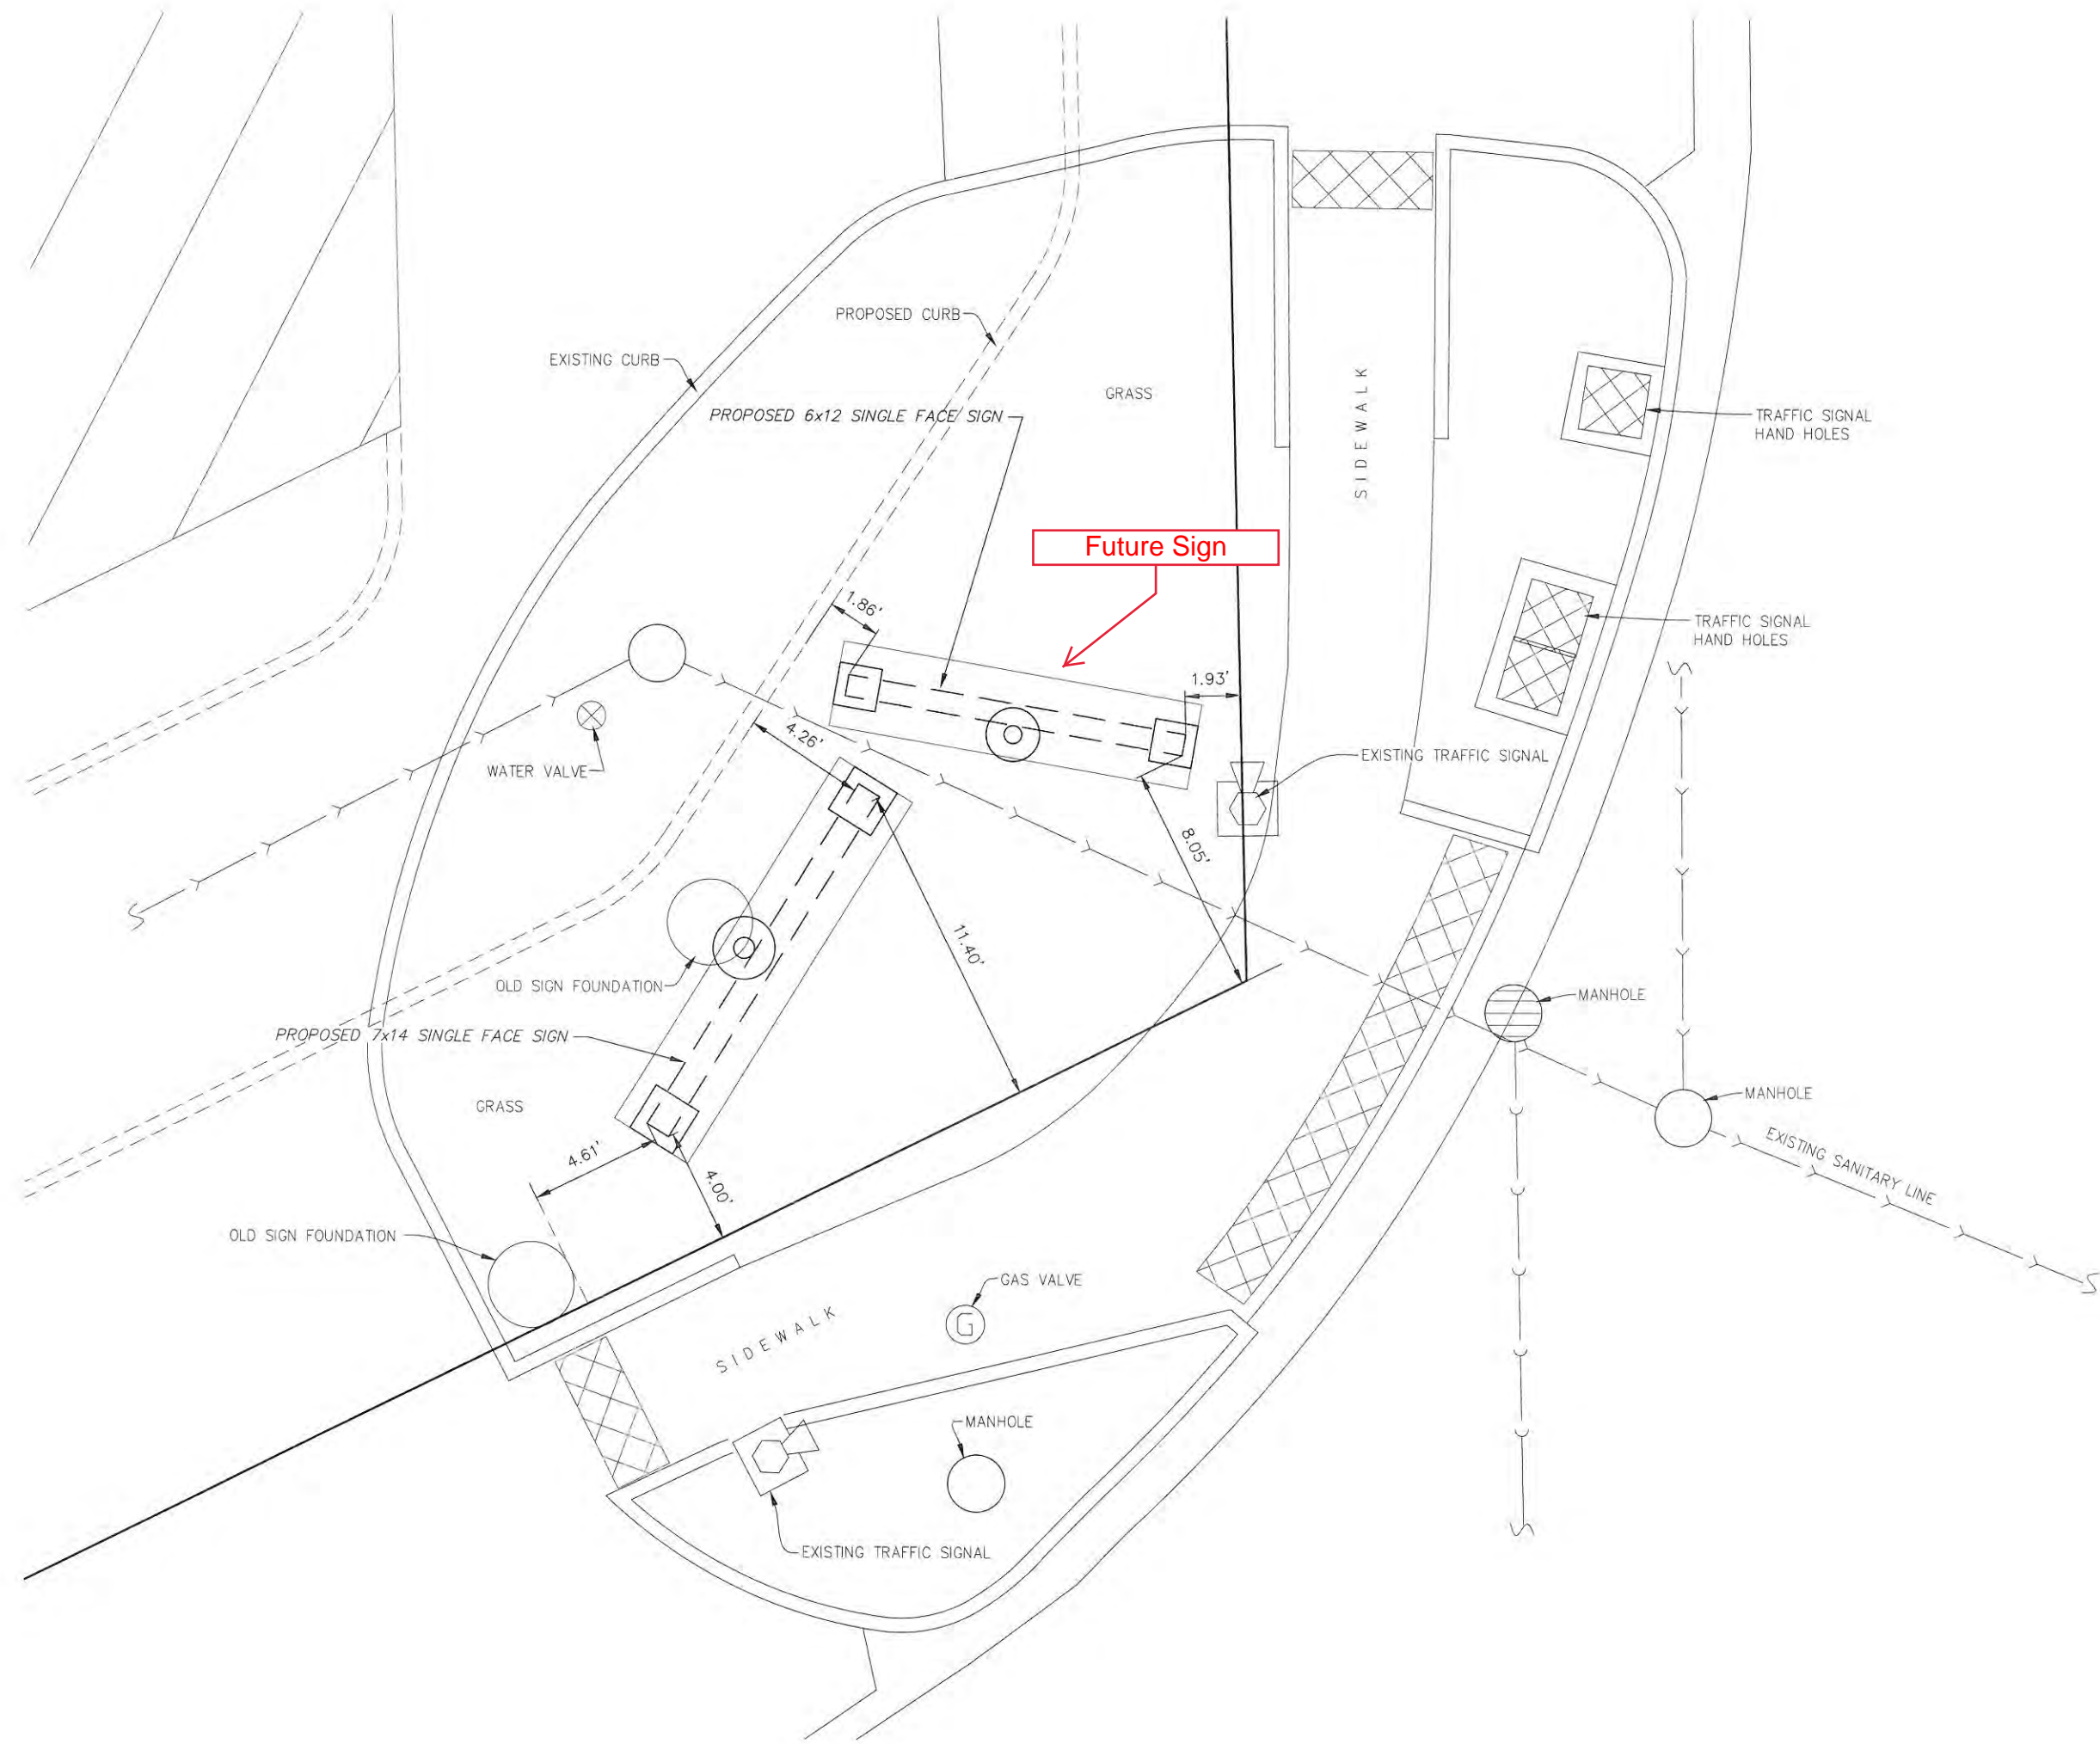 PROPOSED CURB
EXISTING CURB
GRASS
PROPOSED 6x12 SINGLE FACE SIGN
SIDEWALK
TRAFFIC SIGNAL
HAND HOLES
Future Sign
1.86'
TRAFFIC SIGNAL
HAND HOLES
1.93'
4.26'
WATER VALVE
EXISTING TRAFFIC SIGNAL
8.05'
11.40'
OLD SIGN FOUNDATION
MANHOLE
PROPOSED 7x14 SINGLE FACE SIGN
GRASS
MANHOLE
EXISTING SANITARY LINE
4.61'
4.00'
OLD SIGN FOUNDATION
GAS VALVE
G
SIDEWALK
MANHOLE
EXISTING TRAFFIC SIGNAL